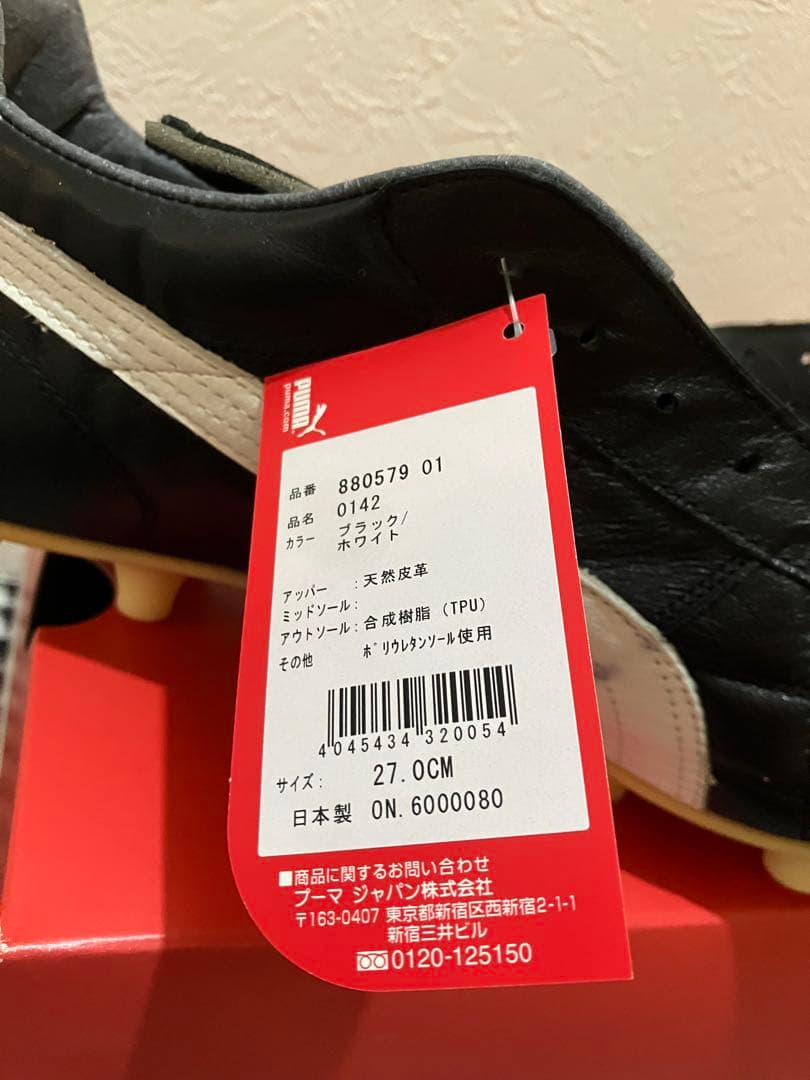 PUMA
puma.com
品番 880579 01
品名 0142
カラー ブラック/
ホワイト
アッパー :天然皮革
ミッドソール:
アウトソール:合成樹脂 (TPU)
その他 ポリウレタンソール使用
4045434 320054
サイズ: 27.0CM
日本製 ON.6000080
■商品に関するお問い合わせ
プーマ ジャパン株式会社
〒163-0407 東京都新宿区西新宿2-1-1
新宿三井ビル
0120-125150